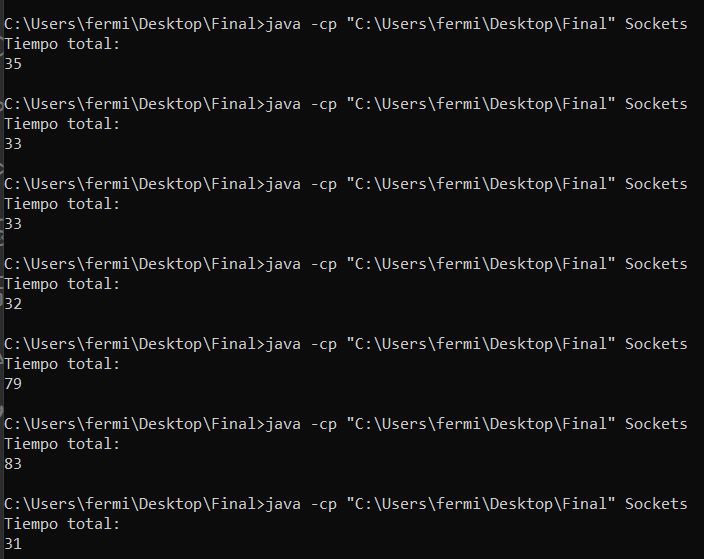 C:\Users\fermi\Desktop\Final>java -cp "C:\Users\fermi\Desktop\Final" Sockets
Tiempo total:
35
C:\Users\fermi\Desktop\Final>java -cp "C:\Users\fermi\Desktop\Final" Sockets
Tiempo total:
33
C:\Users\fermi\Desktop\Final>java -cp "C:\Users\fermi\Desktop\Final" Sockets
Tiempo total:
33
C:\Users\fermi\Desktop\Final>java -cp "C:\Users\fermi\Desktop\Final" Sockets
Tiempo total:
32
C:\Users\fermi\Desktop\Final>java -cp "C:\Users\fermi\Desktop\Final" Sockets
Tiempo total:
79
C:\Users\fermi\Desktop\Final>java -cp "C:\Users\fermi\Desktop\Final" Sockets
Tiempo total:
83
C:\Users\fermi\Desktop\Final>java -cp "C:\Users\fermi\Desktop\Final" Sockets
Tiempo total:
31